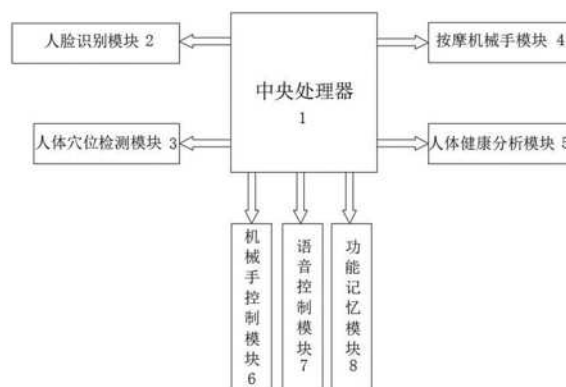 人脸识别模块 2
按摩机械手模块 4
中央处理器
1
人体穴位检测模块 3
人体健康分析模块 5
机械手控制模块 6
语音控制模块 7
功能记忆模块 8